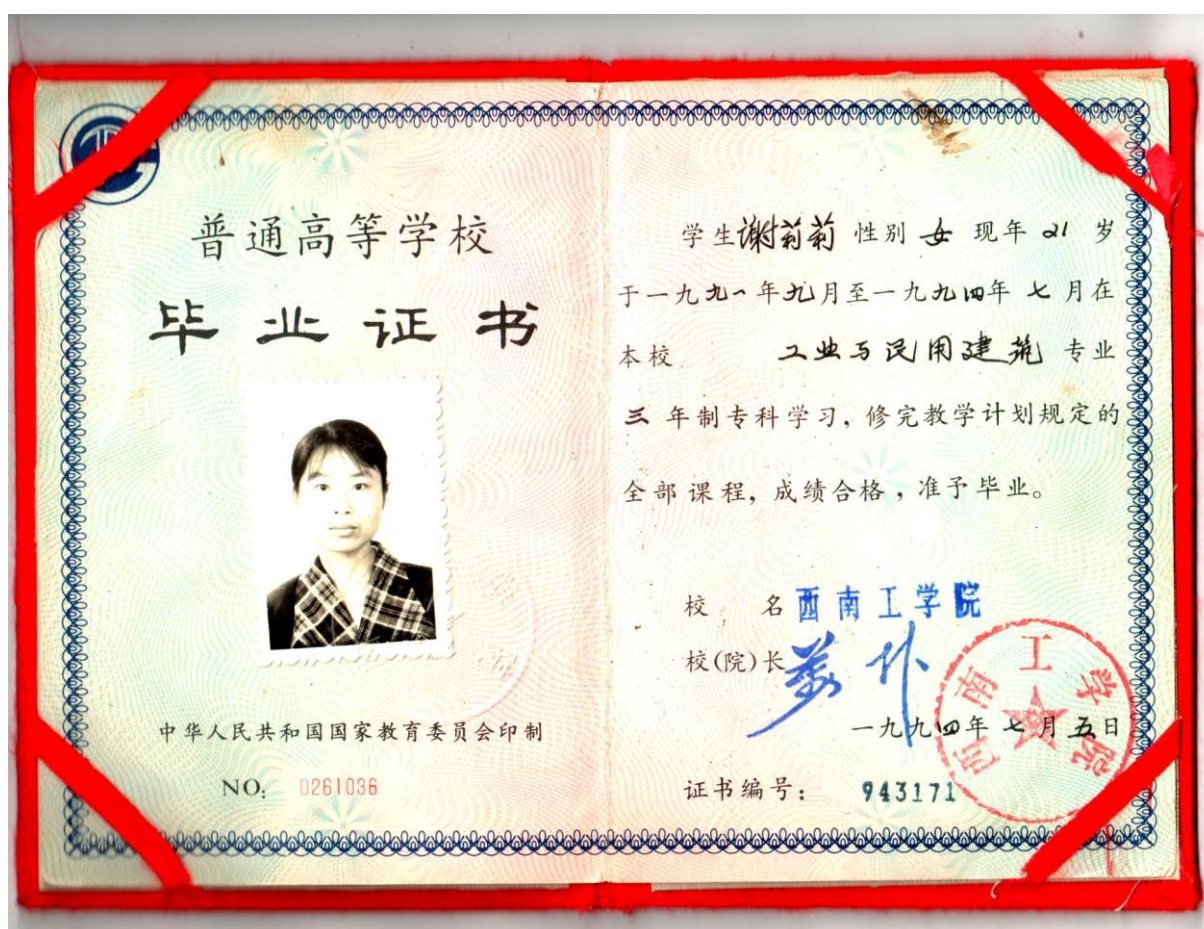 普通高等学校
毕业证书
中华人民共和国国家教育委员会印制
NO: 0261036
学生谢莉莉 性别 女 现年 21 岁
于一九九一年九月至一九九四年七月在
本校 工业与民用建筑 专业
三年制专科学习，修完教学计划规定的
全部课程，成绩合格，准予毕业。
校 名 西南工学院
校(院)长
一九九四年七月五日
西南工学院
证书编号： 943171